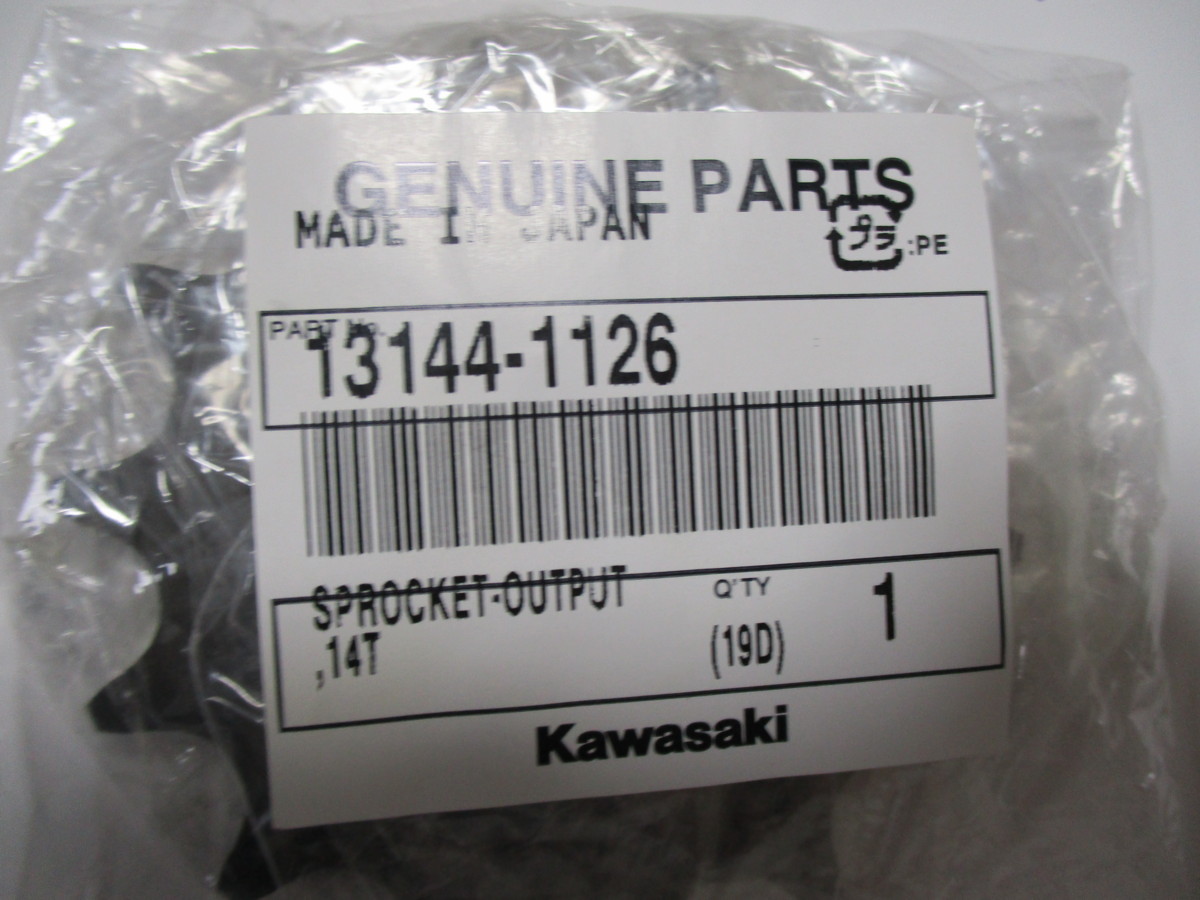 GENUINE PARTS
MADE IN JAPAN
プラ :PE
PART No.
13144-1126
SPROCKET-OUTPUT
Q'TY
1
,14T
(19D)
Kawasaki